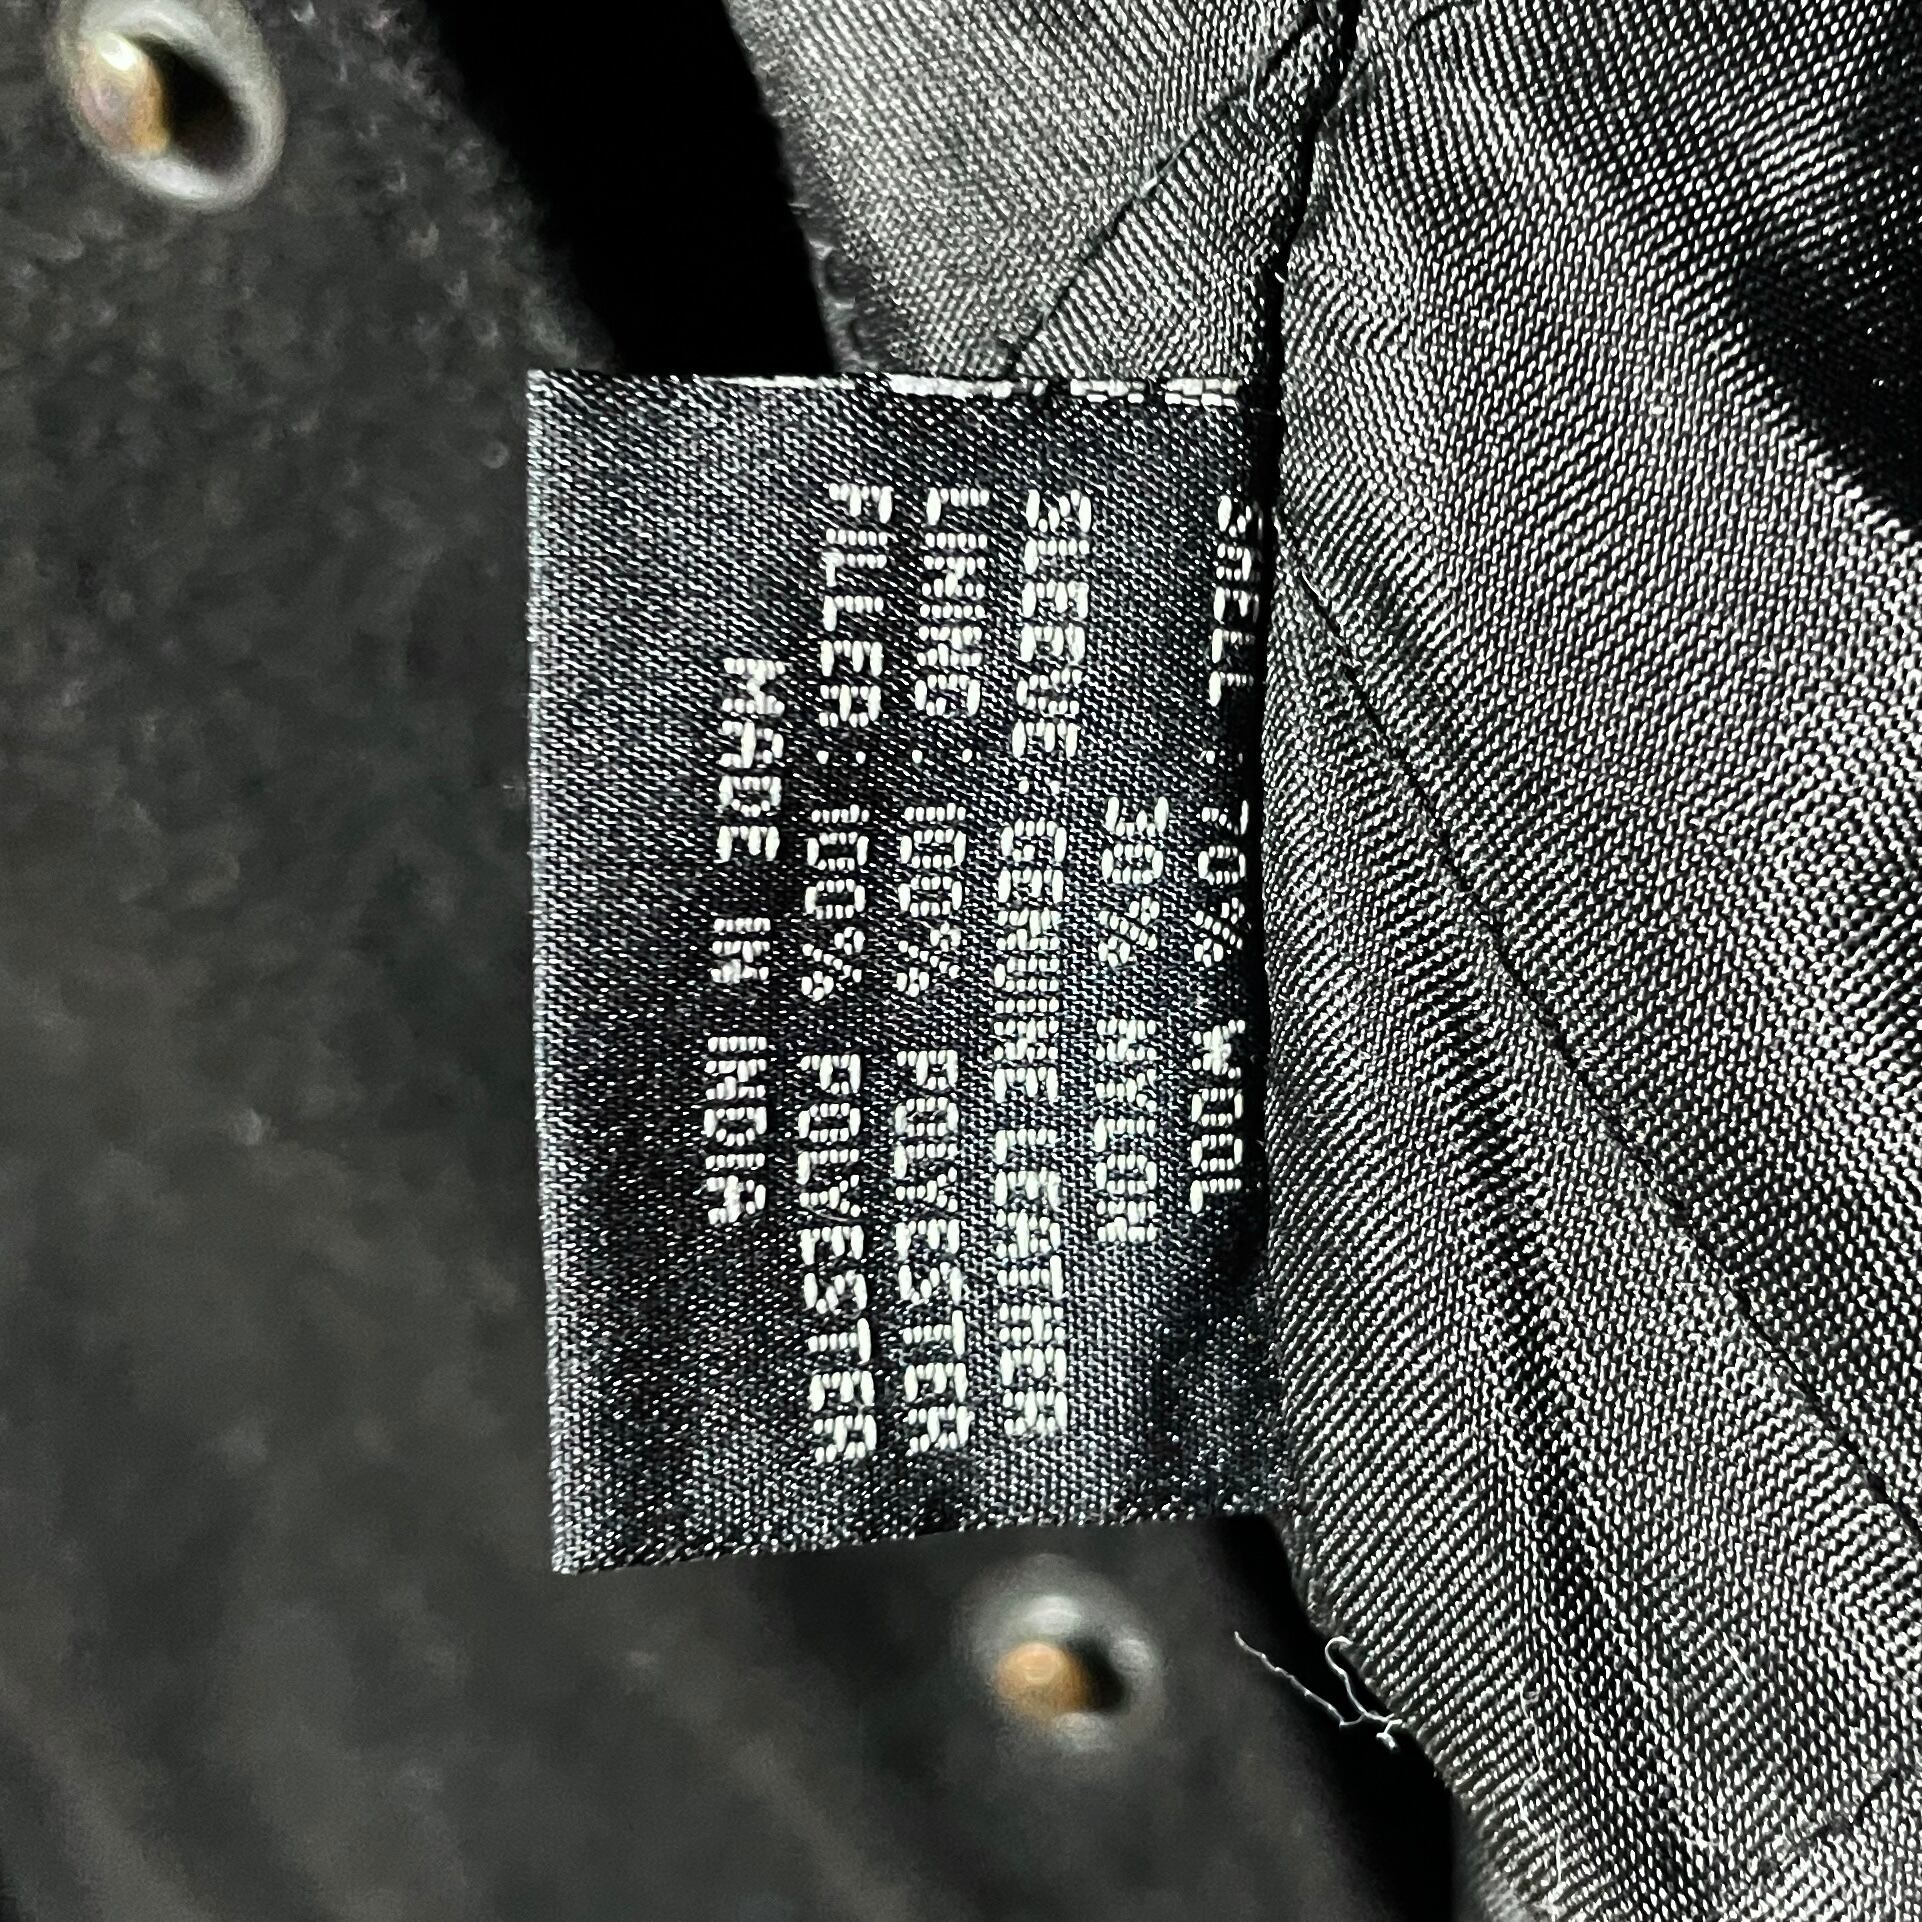 SHELL : 70% WOOL
30% NYLON
SLEEVE : GENUINE LEATHER
LINING : 100% POLYESTER
FILLER : 100% POLYESTER
MADE IN INDIA